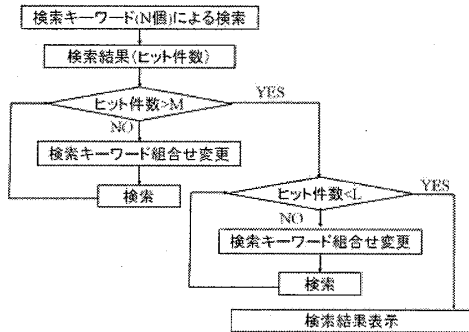 検索キーワード(N個)による検索
検索結果(ヒット件数)
ヒット件数>M
YES
NO
検索キーワード組合せ変更
検索
ヒット件数<L
YES
NO
検索キーワード組合せ変更
検索
検索結果表示